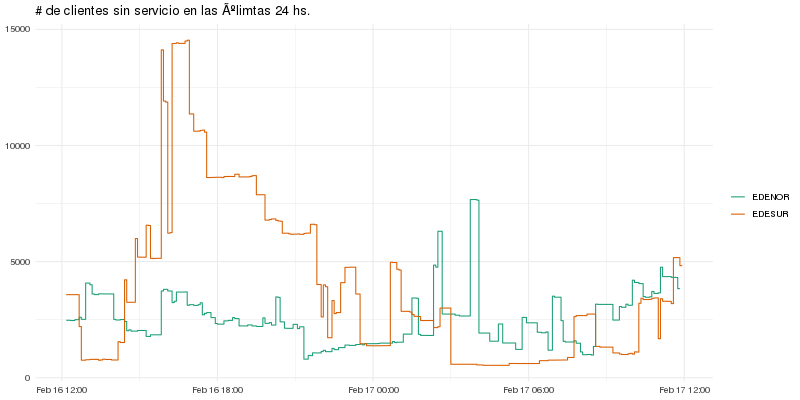 # de clientes sin servicio en las Ãºlimtas 24 hs.
15000
10000
5000
0
Feb 16 12:00
Feb 16 18:00
Feb 17 00:00
Feb 17 06:00
Feb 17 12:00
EDENOR
EDESUR